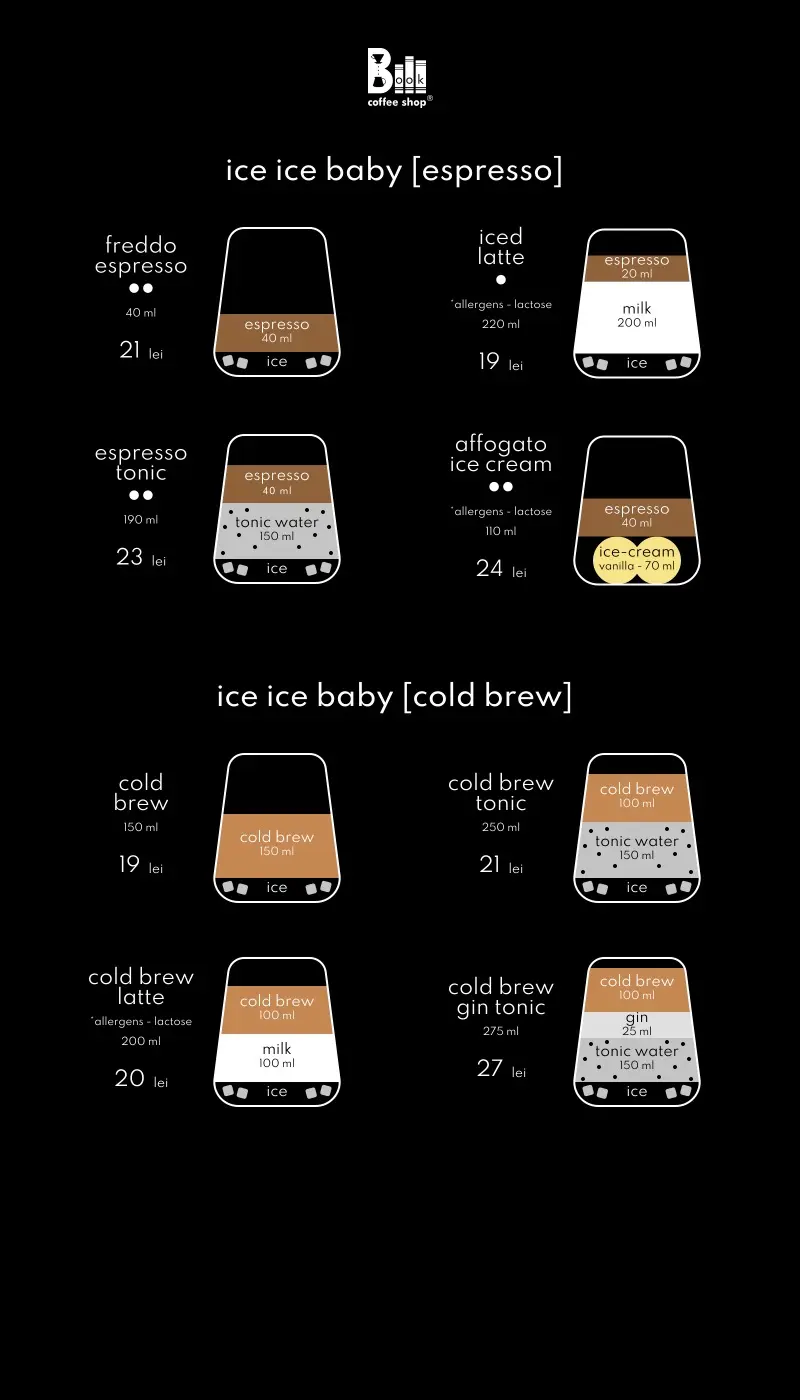 Book
coffee shop®
ice ice baby [espresso]
freddo
espresso
40 ml
21 lei
espresso
40 ml
ice
iced
latte
*allergens - lactose
220 ml
19 lei
espresso
20 ml
milk
200 ml
ice
espresso
tonic
190 ml
23 lei
espresso
40 ml
tonic water
150 ml
ice
affogato
ice cream
*allergens - lactose
110 ml
24 lei
espresso
40 ml
ice-cream
vanilla - 70 ml
ice ice baby [cold brew]
cold
brew
150 ml
19 lei
cold brew
150 ml
ice
cold brew
tonic
250 ml
21 lei
cold brew
100 ml
tonic water
150 ml
ice
cold brew
latte
*allergens - lactose
200 ml
20 lei
cold brew
100 ml
milk
100 ml
ice
cold brew
gin tonic
275 ml
27 lei
cold brew
100 ml
gin
25 ml
tonic water
150 ml
ice